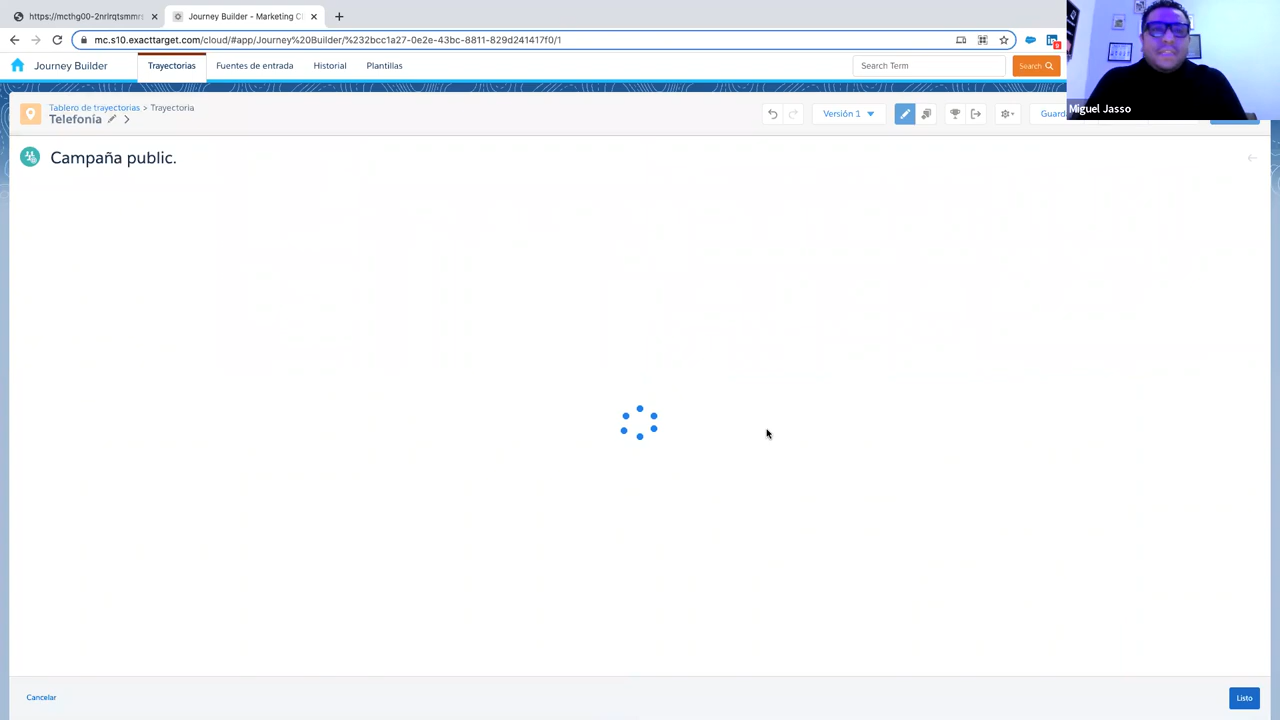 https://mcthg00-2nrlrqtsmmr
Journey Builder - Marketing C
mc.s10.exacttarget.com/cloud/#app/Journey%20Builder/%232bcc1a27-0e2e-43bc-8811-829d241417f0/1
Journey Builder
Trayectorias
Fuentes de entrada
Historial
Plantillas
Search Term
Search
Miguel Jasso
Tablero de trayectorias > Trayectoria
Telefonía
Versión 1
Guard
Campaña public.
Cancelar
Listo